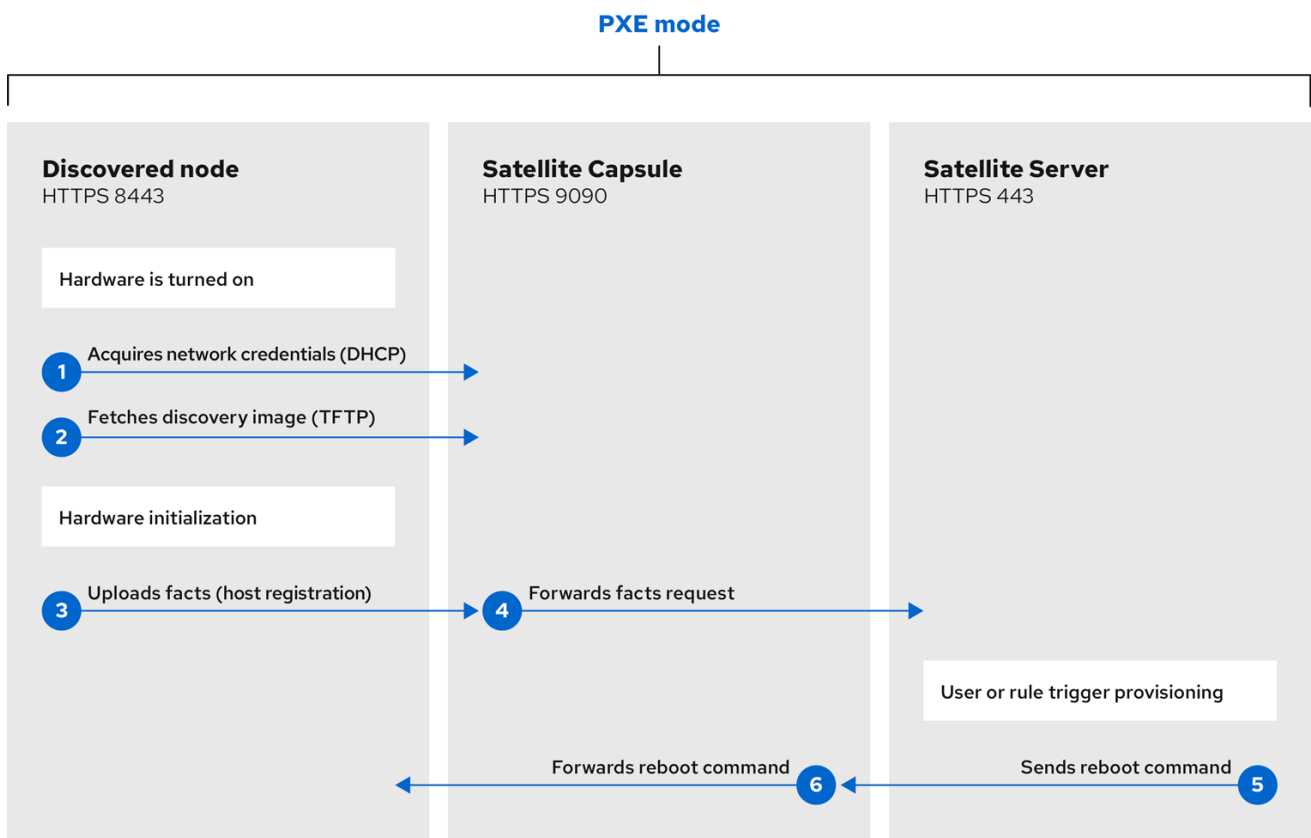 PXE mode
Discovered node
HTTPS 8443
Satellite Capsule
HTTPS 9090
Satellite Server
HTTPS 443
Hardware is turned on
Acquires network credentials (DHCP)
1
Fetches discovery image (TFTP)
2
Hardware initialization
Uploads facts (host registration)
3
Forwards facts request
4
User or rule trigger provisioning
Sends reboot command
5
Forwards reboot command
6